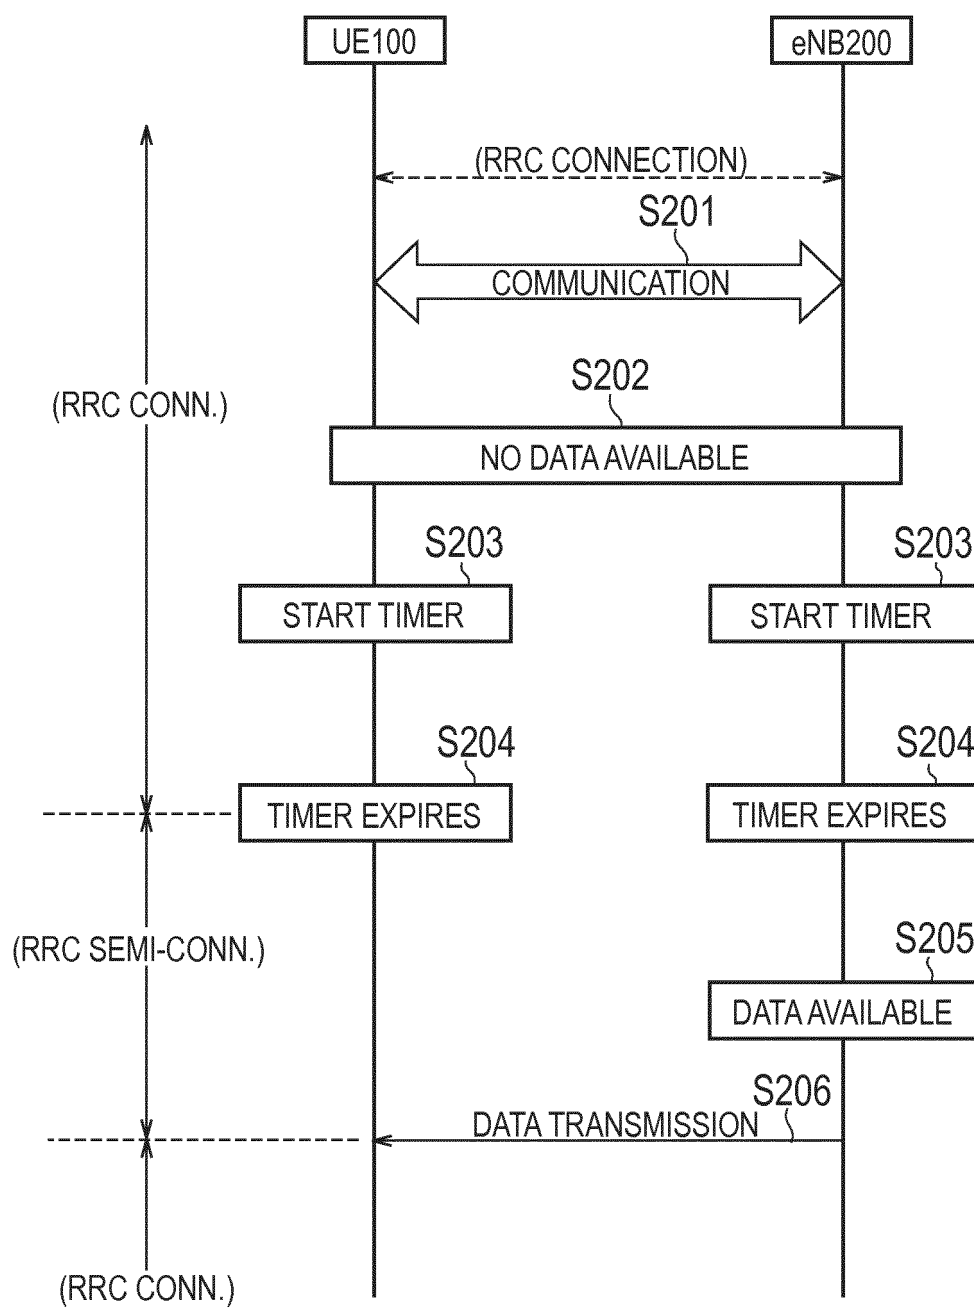 UE100
eNB200
(RRC CONNECTION)
S201
COMMUNICATION
S202
(RRC CONN.)
NO DATA AVAILABLE
S203
S203
START TIMER
START TIMER
S204
S204
TIMER EXPIRES
TIMER EXPIRES
S205
(RRC SEMI-CONN.)
DATA AVAILABLE
S206
DATA TRANSMISSION
(RRC CONN.)